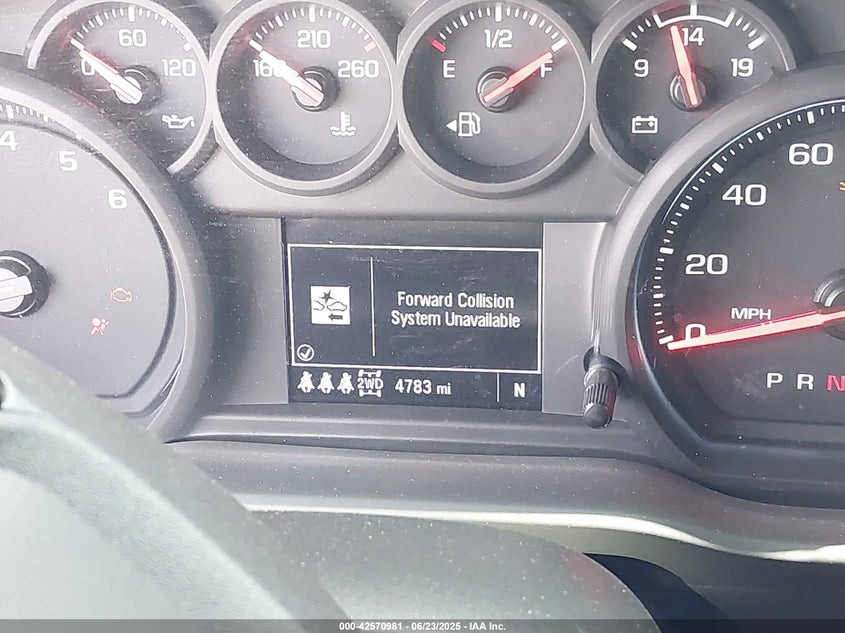 0 60 120
160 210 260
E 1/2 F
9 14 19
4 5 6
0 20 40 60
MPH
Forward Collision
System Unavailable
2WD 4783 mi N
P R N
000-42570981 - 06/23/2025 - IAA Inc.